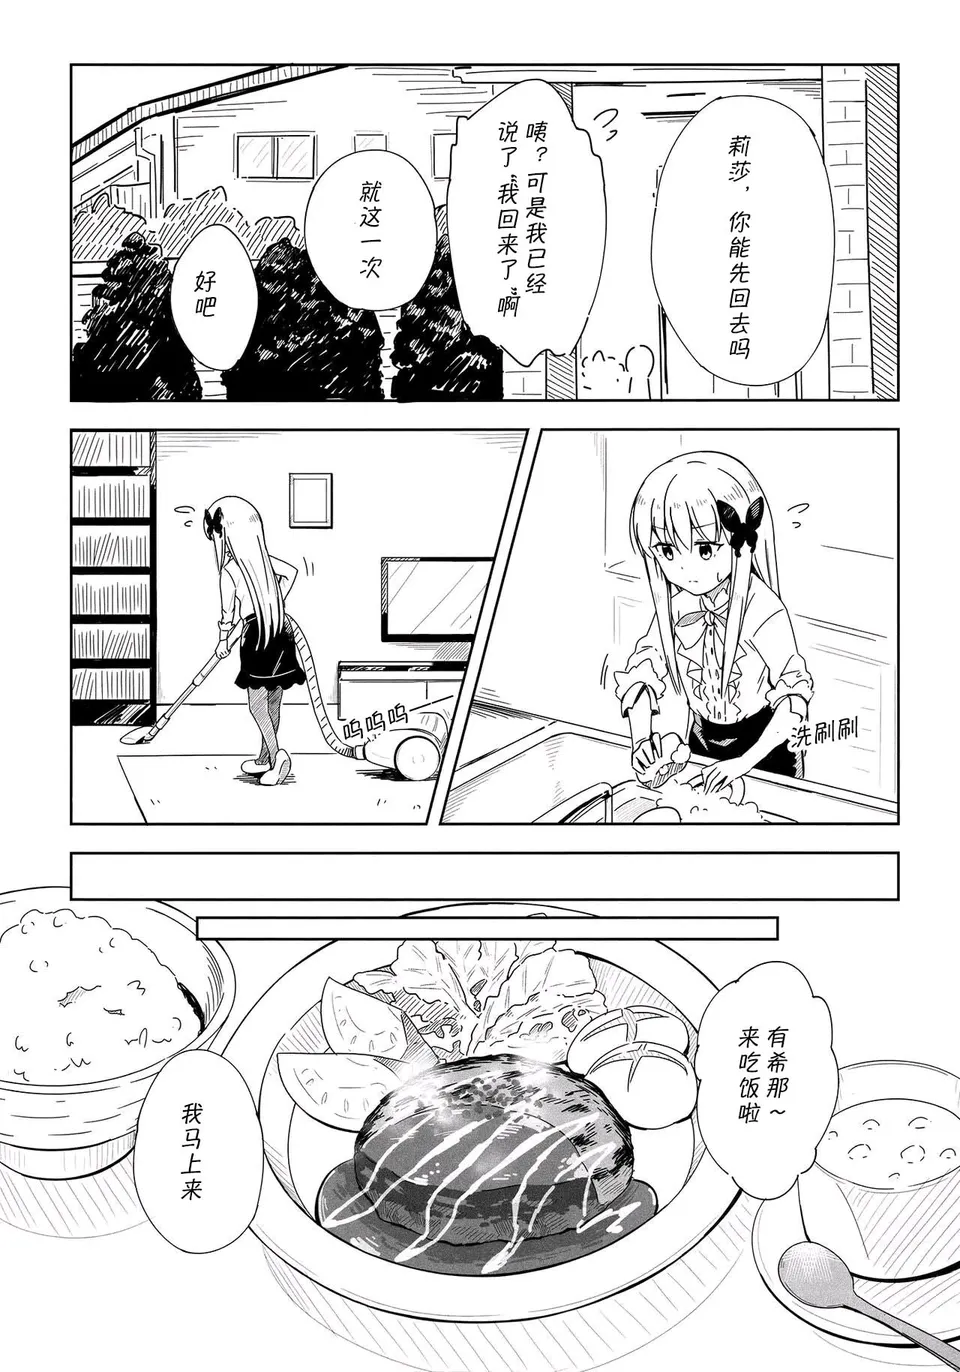 莉莎，你能先回去吗
咦？可是我已经
说了“我回来了”啊
就这一次
好吧
洗刷刷
呜呜呜
有希那～
来吃饭啦
我马上来